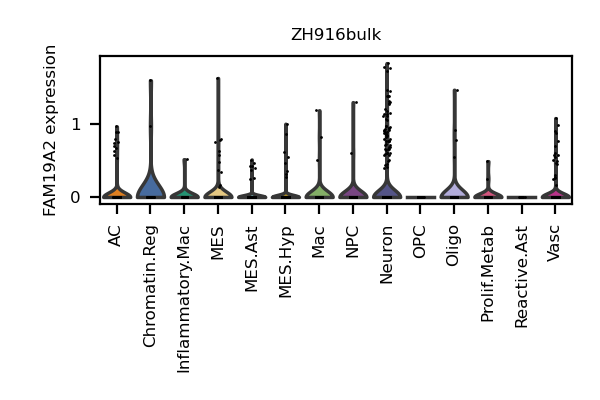 ZH916bulk
FAM19A2 expression
1
0
AC
Chromatin.Reg
Inflammatory.Mac
MES
MES.Ast
MES.Hyp
Mac
NPC
Neuron
OPC
Oligo
Prolif.Metab
Reactive.Ast
Vasc